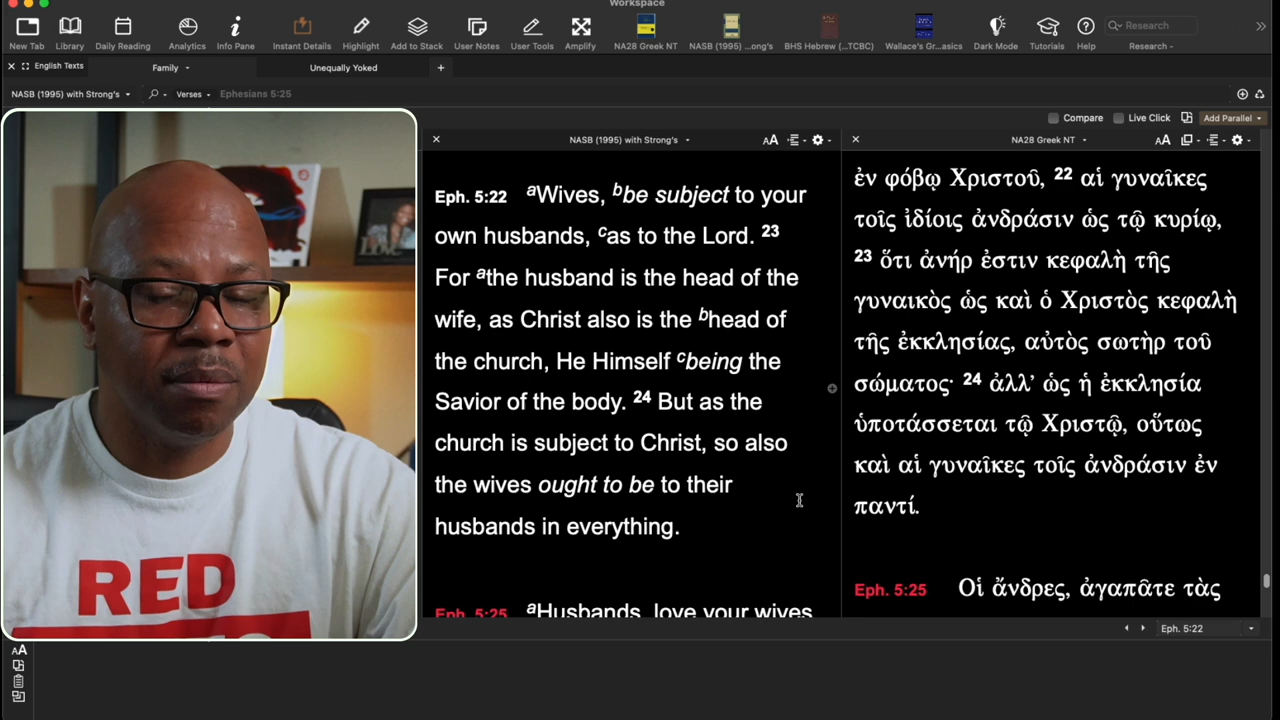 Workspace
New Tab
Library
Daily Reading
Analytics
Info Pane
Instant Details
Highlight
Add to Stack
User Notes
User Tools
Amplify
NA28 Greek NT
NASB (1995) ...ong's
BHS Hebrew (..TCBC)
Wallace's Gr...asics
Dark Mode
Tutorials
Help
Research
Research
English Texts
Family
Unequally Yoked
NASB (1995) with Strong's
Verses
Ephesians 5:25
Compare
Live Click
Add Parallel
NASB (1995) with Strong's
Eph. 5:22 aWives, bbe subject to your
own husbands, cas to the Lord. 23
For athe husband is the head of the
wife, as Christ also is the bhead of
the church, He Himself cbeing the
Savior of the body. 24 But as the
church is subject to Christ, so also
the wives ought to be to their
husbands in everything.
Eph. 5:25 aHusbands, love your wives
NA28 Greek NT
ἐν φόβῳ Χριστοῦ, 22 αἱ γυναῖκες
τοῖς ἰδίοις ἀνδράσιν ὡς τῷ κυρίῳ,
23 ὅτι ἀνήρ ἐστιν κεφαλὴ τῆς
γυναικὸς ὡς καὶ ὁ Χριστὸς κεφαλὴ
τῆς ἐκκλησίας, αὐτὸς σωτὴρ τοῦ
σώματος· 24 ἀλλ’ ὡς ἡ ἐκκλησία
ὑποτάσσεται τῷ Χριστῷ, οὕτως
καὶ αἱ γυναῖκες τοῖς ἀνδράσιν ἐν
παντί.
Eph. 5:25 Οἱ ἄνδρες, ἀγαπᾶτε τὰς
Eph. 5:22
RED